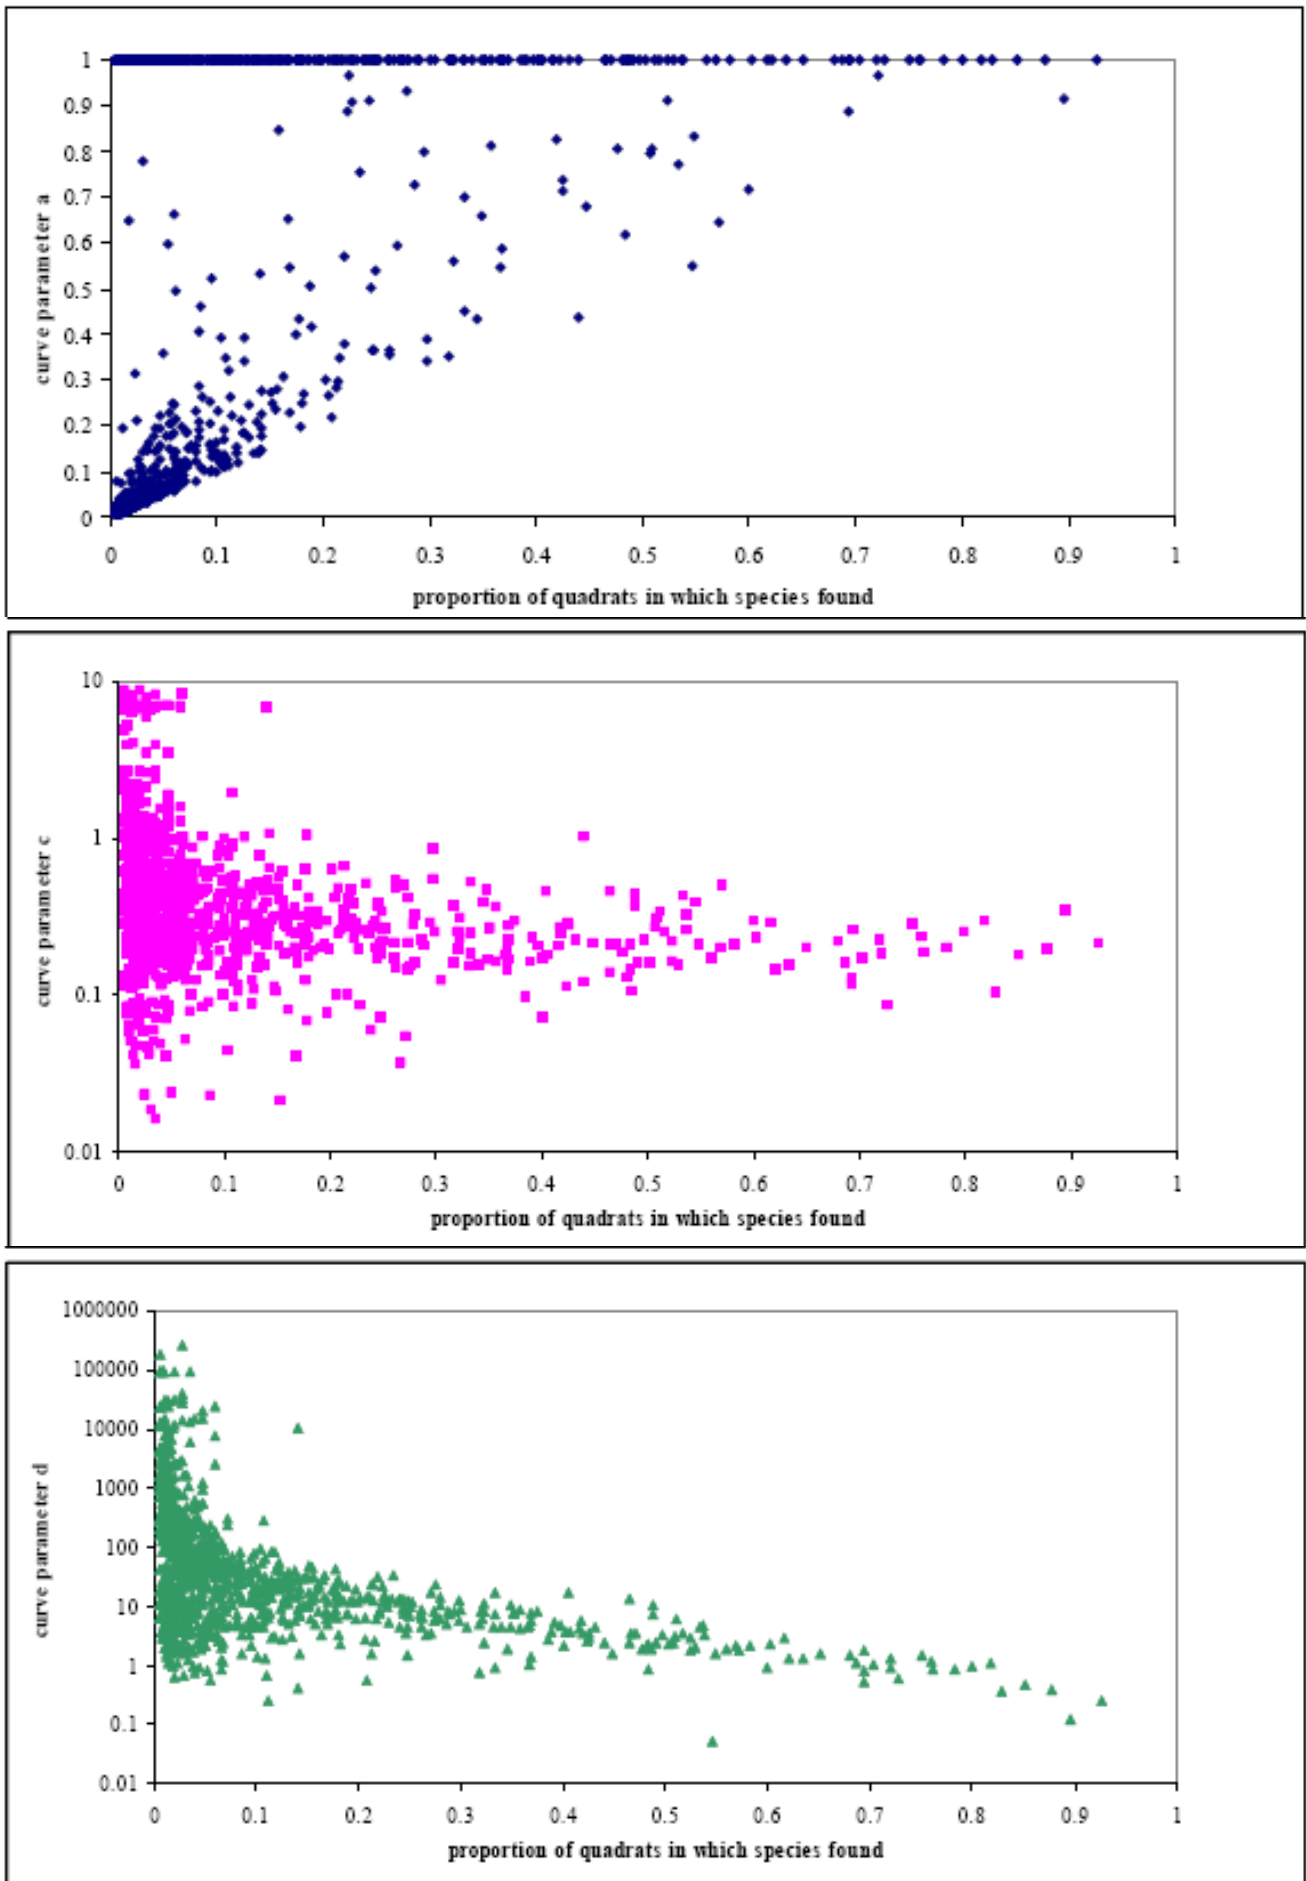 1
0.9
0.8
0.7
0.6
0.5
0.4
0.3
0.2
0.1
0
curve parameter a
0 0.1 0.2 0.3 0.4 0.5 0.6 0.7 0.8 0.9 1
proportion of quadrats in which species found
10
1
0.1
0.01
curve parameter c
0 0.1 0.2 0.3 0.4 0.5 0.6 0.7 0.8 0.9 1
proportion of quadrats in which species found
1000000
100000
10000
1000
100
10
1
0.1
0.01
curve parameter d
0 0.1 0.2 0.3 0.4 0.5 0.6 0.7 0.8 0.9 1
proportion of quadrats in which species found